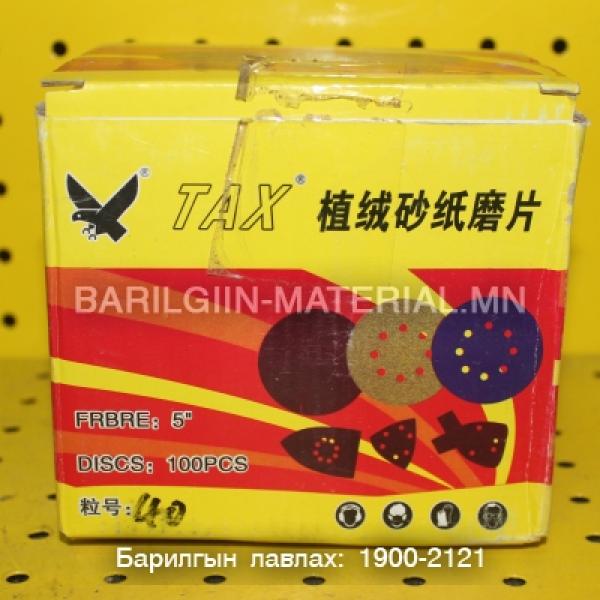 TAX® 植绒砂纸磨片
BARILGIIN-MATERIAL.MN
FRBRE: 5"
DISCS: 100PCS
粒号: 40
Барилгын лавлах: 1900-2121